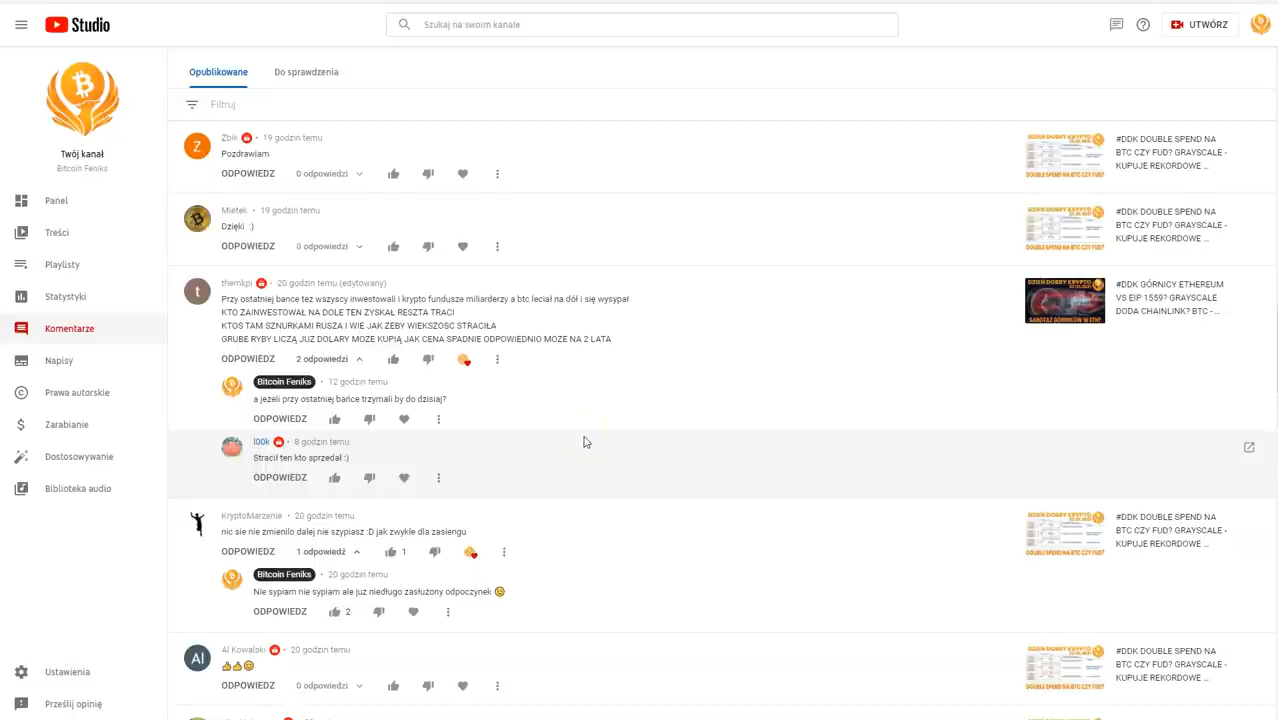 Studio
Szukaj na swoim kanale
UTWÓRZ
Twój kanał
Bitcoin Feniks
Panel
Treści
Playlisty
Statystyki
Komentarze
Napisy
Prawa autorskie
Zarabianie
Dostosowywanie
Biblioteka audio
Ustawienia
Prześlij opinię
Opublikowane
Do sprawdzenia
Filtruj
Zbik • 19 godzin temu
Pozdrawiam
ODPOWIEDZ 0 odpowiedzi
#DDK DOUBLE SPEND NA
BTC CZY FUD? GRAYSCALE -
KUPUJE REKORDOWE ...
Mietek • 19 godzin temu
Dzięki :)
ODPOWIEDZ 0 odpowiedzi
#DDK DOUBLE SPEND NA
BTC CZY FUD? GRAYSCALE -
KUPUJE REKORDOWE ...
themkpi • 20 godzin temu (edytowany)
Przy ostatniej bance tez wszyscy inwestowali i krypto fundusze miliarderzy a btc leciał na dół i się wysypał
KTO ZAINWESTOWAŁ NA DOLE TEN ZYSKAŁ RESZTA TRACI
KTOS TAM SZNURKAMI RUSZA I WIE JAK ZEBY WIEKSZOSC STRACIŁA
GRUBE RYBY LICZĄ JUZ DOLARY MOZE KUPIĄ JAK CENA SPADNIE ODPOWIEDNIO MOZE NA 2 LATA
ODPOWIEDZ 2 odpowiedzi
#DDK GÓRNICY ETHEREUM
VS EIP 1559? GRAYSCALE
DODA CHAINLINK? BTC - ...
Bitcoin Feniks • 12 godzin temu
a jeżeli przy ostatniej bańce trzymali by do dzisiaj?
ODPOWIEDZ
l00k • 8 godzin temu
Stracił ten kto sprzedał :)
ODPOWIEDZ
KryptoMarzenie • 20 godzin temu
nic sie nie zmienilo dalej nie szypiasz :D jak zwykle dla zasiengu
ODPOWIEDZ 1 odpowiedź 1
#DDK DOUBLE SPEND NA
BTC CZY FUD? GRAYSCALE -
KUPUJE REKORDOWE ...
Bitcoin Feniks • 20 godzin temu
Nie sypiam nie sypiam ale juz niedługo zasłużony odpoczynek
ODPOWIEDZ 2
Al Kowalski • 20 godzin temu
ODPOWIEDZ 0 odpowiedzi
#DDK DOUBLE SPEND NA
BTC CZY FUD? GRAYSCALE -
KUPUJE REKORDOWE ...